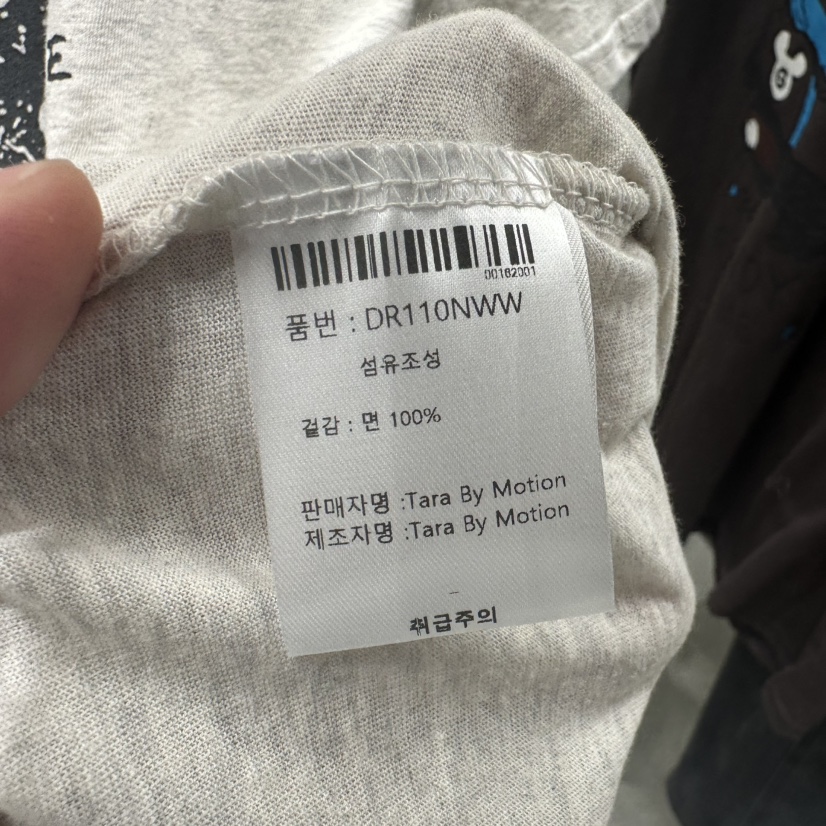 E
00162001
품번 : DR110NWW
섬유조성
겉감 : 면 100%
판매자명 :Tara By Motion
제조자명 :Tara By Motion
취급주의